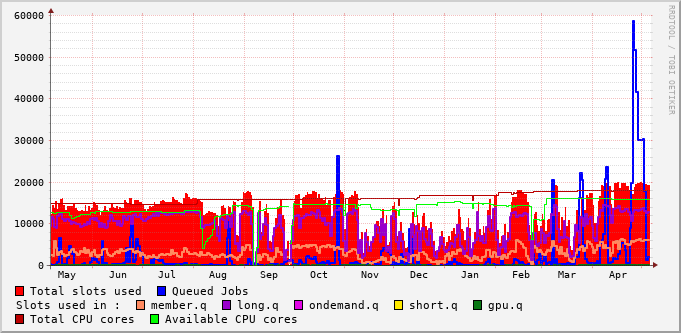 60000
50000
40000
30000
20000
10000
0
May Jun Jul Aug Sep Oct Nov Dec Jan Feb Mar Apr
Total slots used Queued Jobs
Slots used in : member.q long.q ondemand.q short.q gpu.q
Total CPU cores Available CPU cores
RRDTOOL / TOBI OETIKER